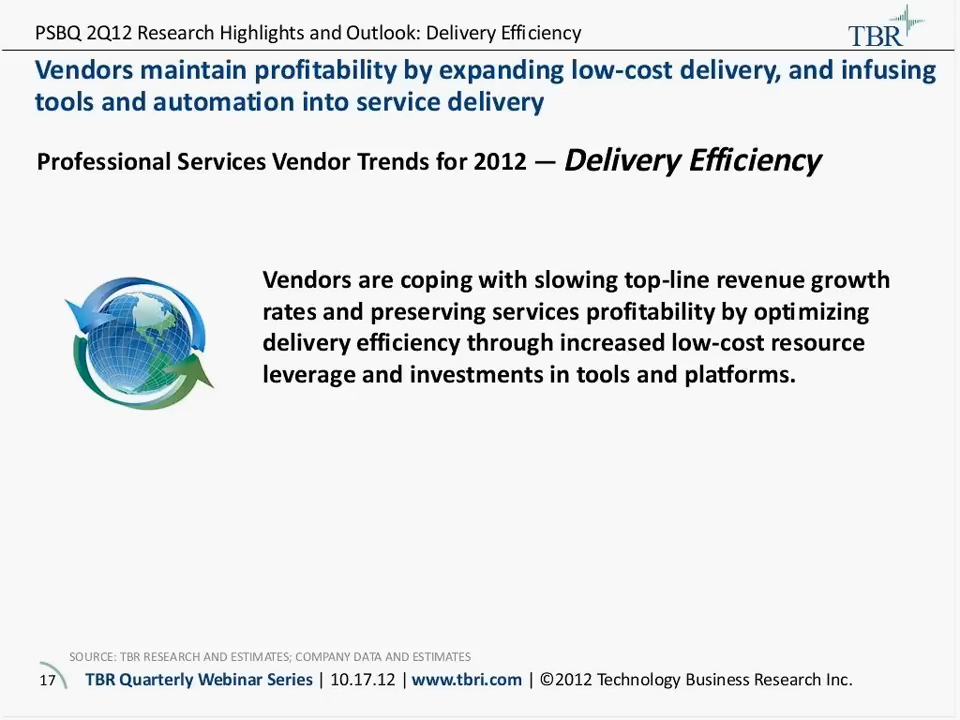 PSBQ 2Q12 Research Highlights and Outlook: Delivery Efficiency
TBR
Vendors maintain profitability by expanding low-cost delivery, and infusing
tools and automation into service delivery
Professional Services Vendor Trends for 2012 — Delivery Efficiency
Vendors are coping with slowing top-line revenue growth
rates and preserving services profitability by optimizing
delivery efficiency through increased low-cost resource
leverage and investments in tools and platforms.
SOURCE: TBR RESEARCH AND ESTIMATES; COMPANY DATA AND ESTIMATES
17 TBR Quarterly Webinar Series | 10.17.12 | www.tbri.com | ©2012 Technology Business Research Inc.